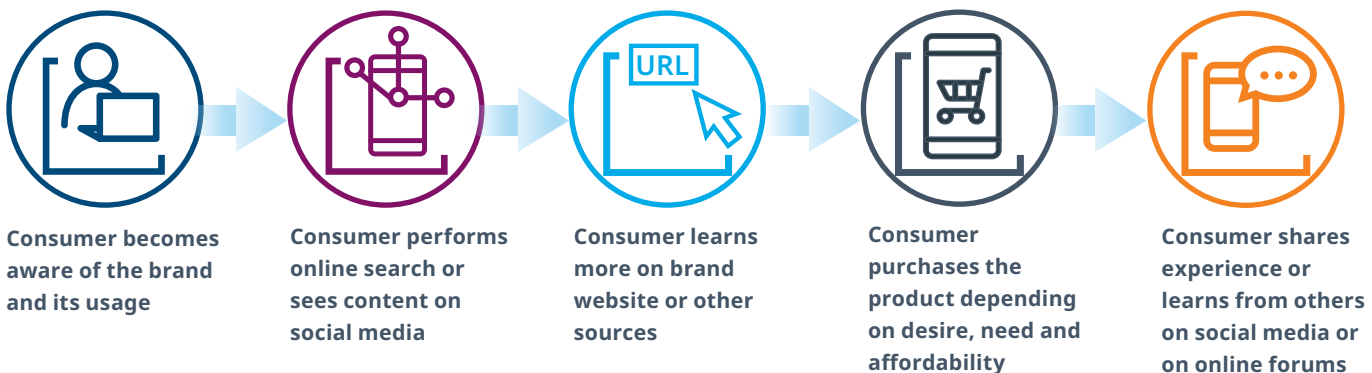 URL
Consumer becomes
aware of the brand
and its usage
Consumer performs
online search or
sees content on
social media
Consumer learns
more on brand
website or other
sources
Consumer
purchases the
product depending
on desire, need and
affordability
Consumer shares
experience or
learns from others
on social media or
on online forums